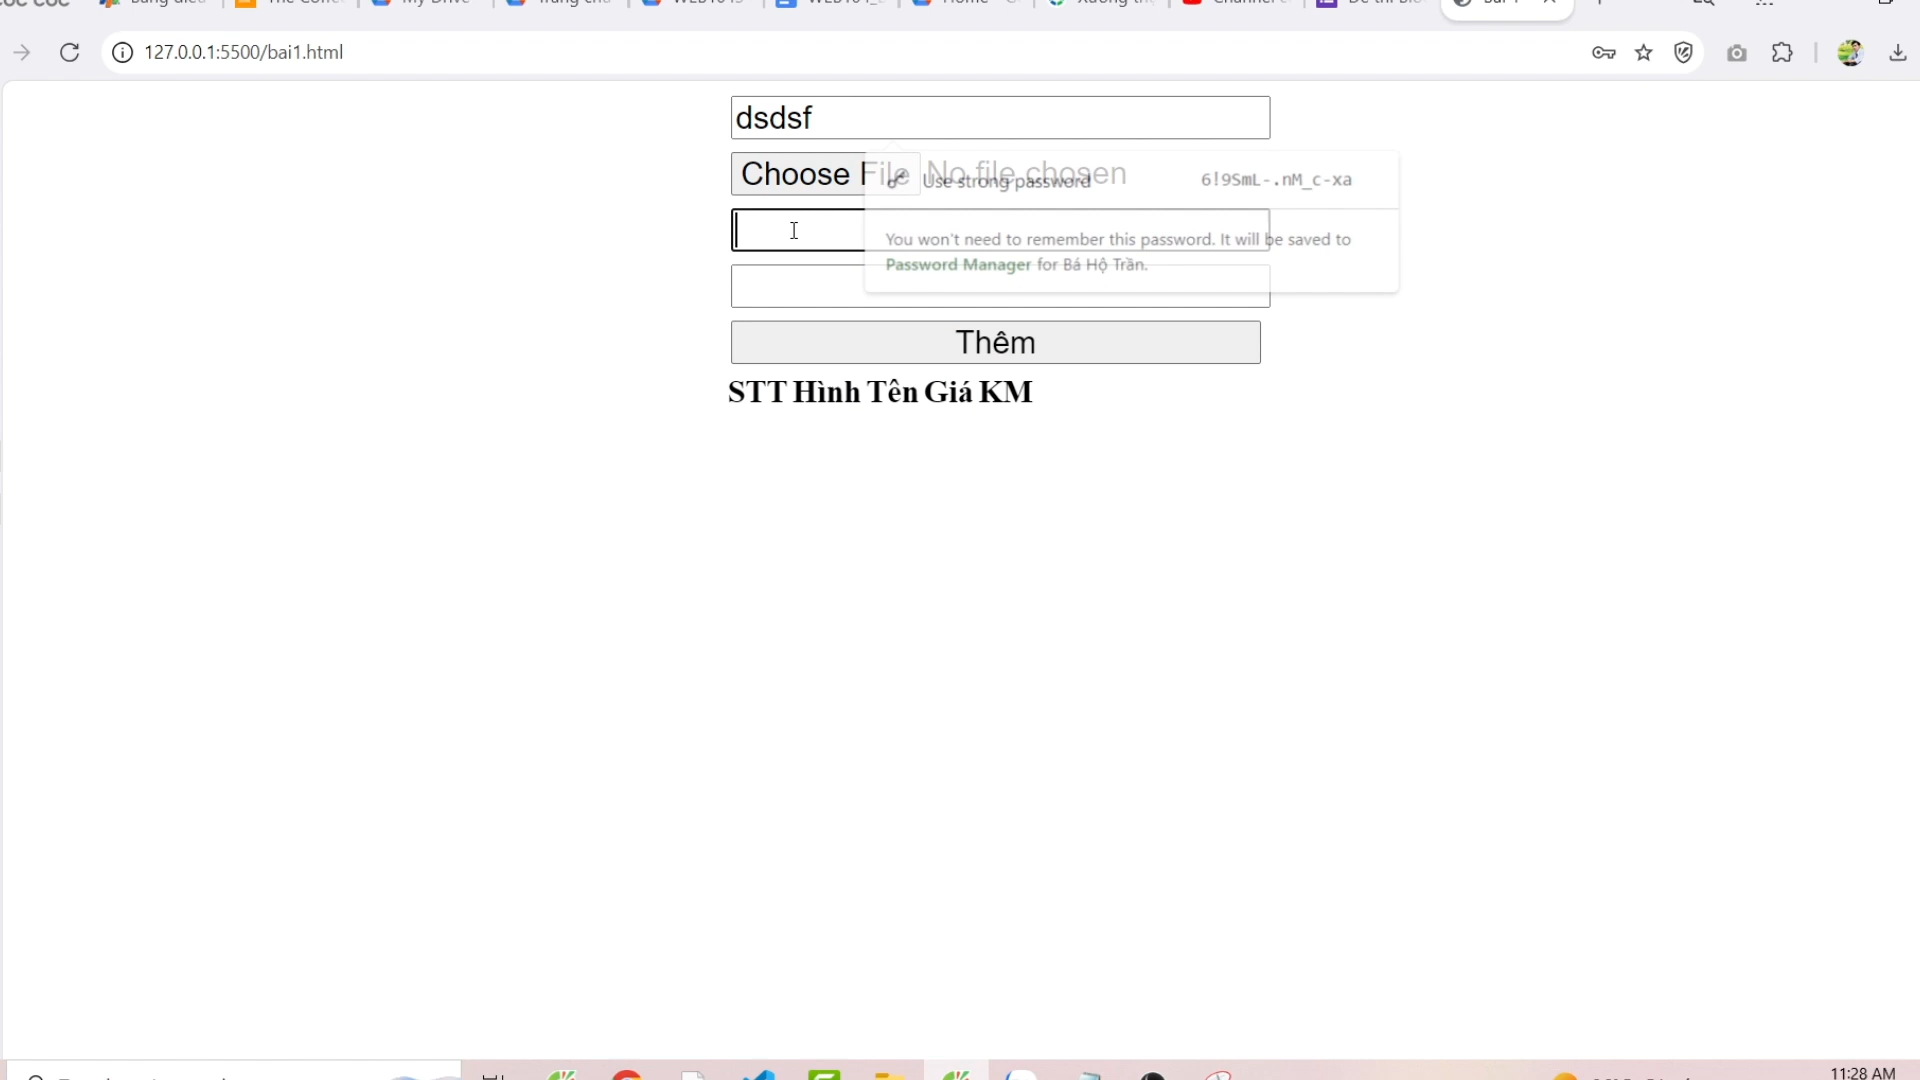 127.0.0.1:5500/bai1.html
dsdsf
Choose File No file chosen
Use strong password 6!9SmL-.nM_c-xa
You won't need to remember this password. It will be saved to
Password Manager for Bá Hộ Trần.
Thêm
STT Hình Tên Giá KM
11:28 AM